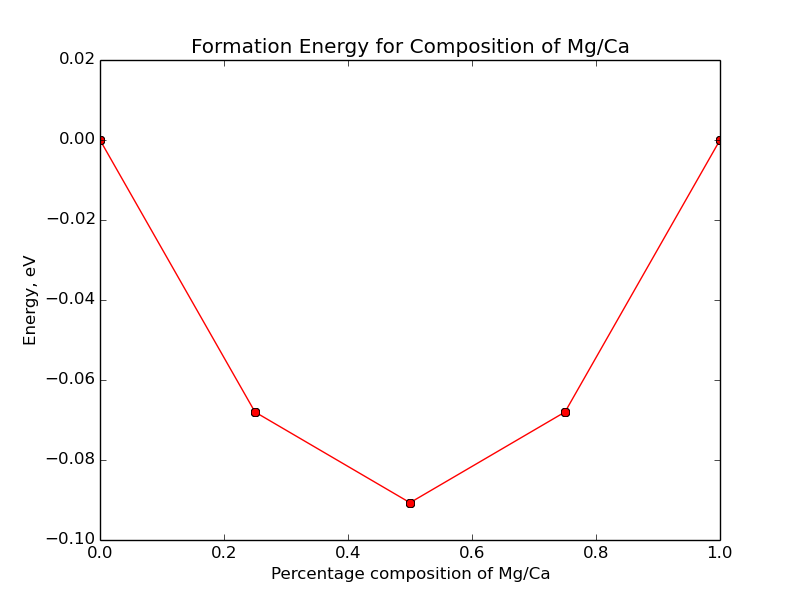 Formation Energy for Composition of Mg/Ca
0.02
0.00
−0.02
−0.04
−0.06
−0.08
−0.10
Energy, eV
0.0 0.2 0.4 0.6 0.8 1.0
Percentage composition of Mg/Ca